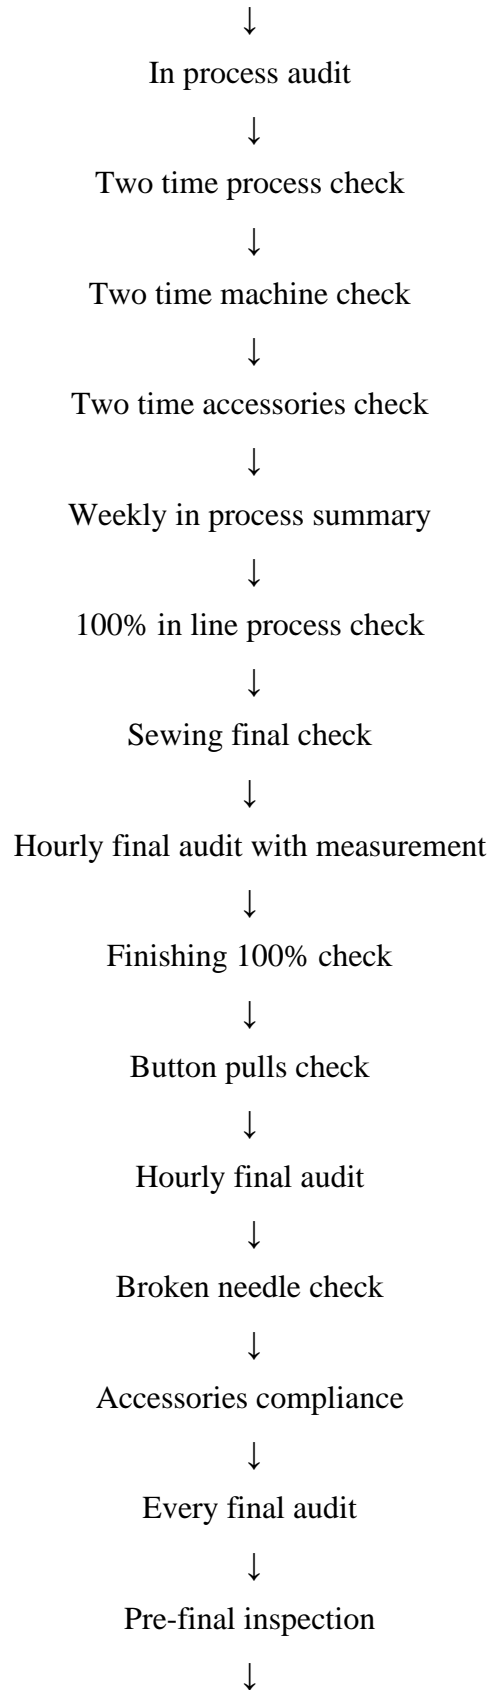 ↓
In process audit
↓
Two time process check
↓
Two time machine check
↓
Two time accessories check
↓
Weekly in process summary
↓
100% in line process check
↓
Sewing final check
↓
Hourly final audit with measurement
↓
Finishing 100% check
↓
Button pulls check
↓
Hourly final audit
↓
Broken needle check
↓
Accessories compliance
↓
Every final audit
↓
Pre-final inspection
↓